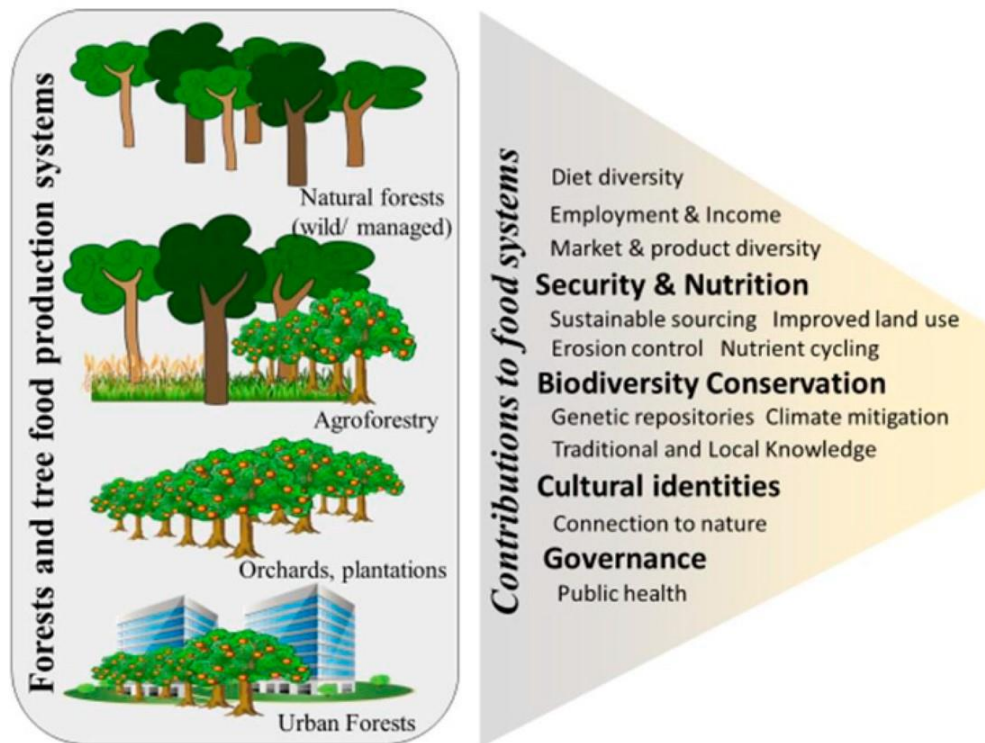 Forests and tree food production systems
Natural forests
(wild/ managed)
Agroforestry
Orchards, plantations
Urban Forests
Contributions to food systems
Diet diversity
Employment & Income
Market & product diversity
Security & Nutrition
Sustainable sourcing Improved land use
Erosion control Nutrient cycling
Biodiversity Conservation
Genetic repositories Climate mitigation
Traditional and Local Knowledge
Cultural identities
Connection to nature
Governance
Public health